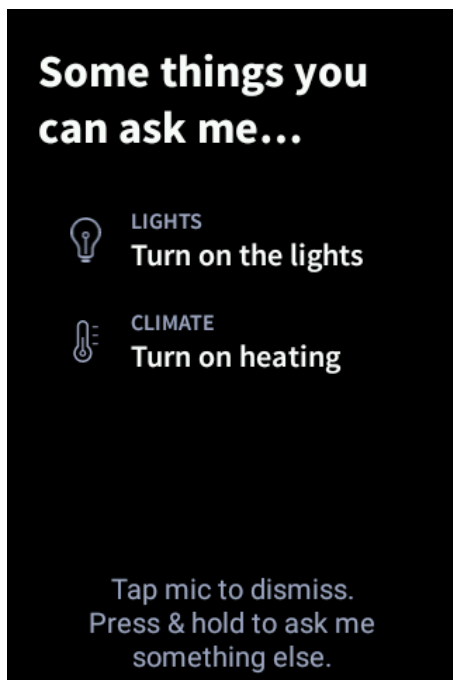 Some things you
can ask me...
LIGHTS
Turn on the lights
CLIMATE
Turn on heating
Tap mic to dismiss.
Press & hold to ask me
something else.